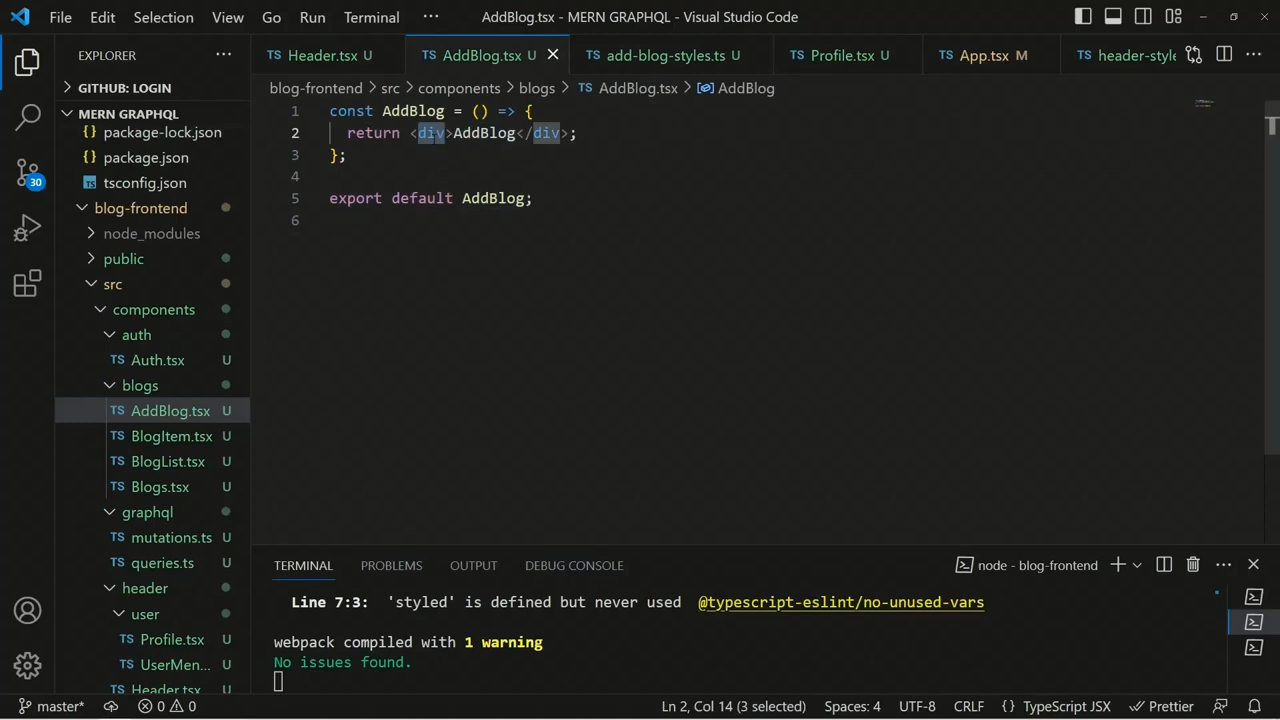 File Edit Selection View Go Run Terminal ··· AddBlog.tsx - MERN GRAPHQL - Visual Studio Code
EXPLORER ···
Header.tsx U
AddBlog.tsx U
add-blog-styles.ts U
Profile.tsx U
App.tsx M
header-style
GITHUB: LOGIN
MERN GRAPHQL
package-lock.json
package.json
TS tsconfig.json
blog-frontend
node_modules
public
src
components
auth
TS Auth.tsx U
blogs
TS AddBlog.tsx U
TS BlogItem.tsx U
TS BlogList.tsx U
TS Blogs.tsx U
graphql
TS mutations.ts U
TS queries.ts U
header
user
TS Profile.tsx U
TS UserMen... U
TS Header.tsx U
30
blog-frontend > src > components > blogs > TS AddBlog.tsx > AddBlog
1 const AddBlog = () => {
2 return <div>AddBlog</div>;
3 };
4
5 export default AddBlog;
6
TERMINAL PROBLEMS OUTPUT DEBUG CONSOLE
node - blog-frontend
Line 7:3: 'styled' is defined but never used @typescript-eslint/no-unused-vars
webpack compiled with 1 warning
No issues found.
master* 0 0 Ln 2, Col 14 (3 selected) Spaces: 4 UTF-8 CRLF {} TypeScript JSX Prettier